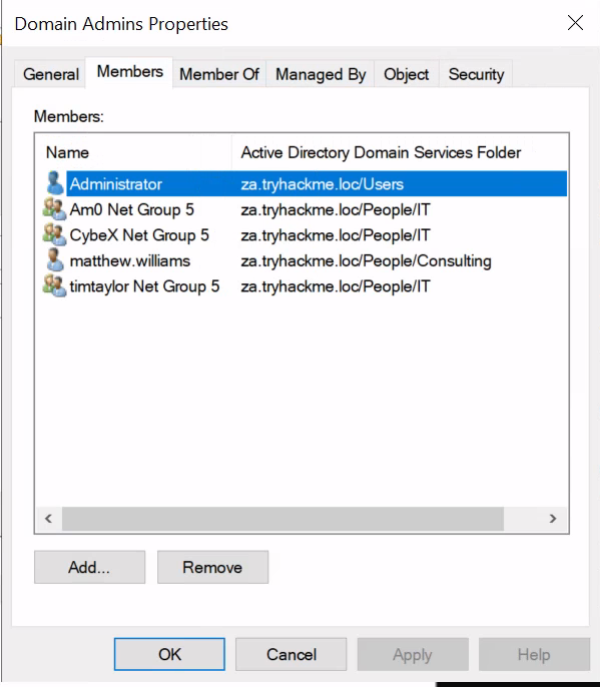 Domain Admins Properties
General Members Member Of Managed By Object Security
Members:
Name Active Directory Domain Services Folder
Administrator za.tryhackme.loc/Users
Am0 Net Group 5 za.tryhackme.loc/People/IT
CybeX Net Group 5 za.tryhackme.loc/People/IT
matthew.williams za.tryhackme.loc/People/Consulting
timtaylor Net Group 5 za.tryhackme.loc/People/IT
Add... Remove
OK Cancel Apply Help